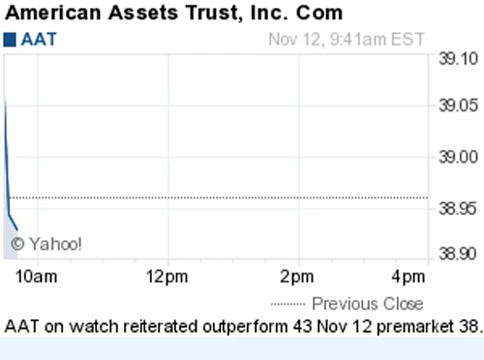 American Assets Trust, Inc. Com
AAT Nov 12, 9:41am EST
39.10
39.05
39.00
38.95
38.90
© Yahoo!
10am 12pm 2pm 4pm
Previous Close
AAT on watch reiterated outperform 43 Nov 12 premarket 38.